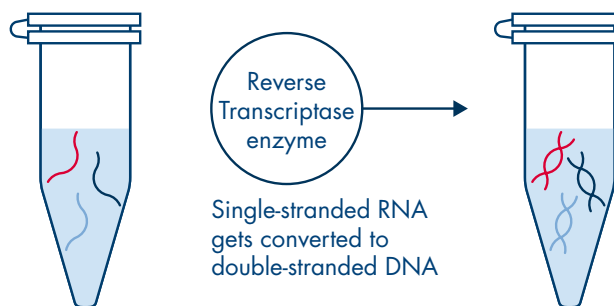 Reverse
Transcriptase
enzyme
Single-stranded RNA
gets converted to
double-stranded DNA